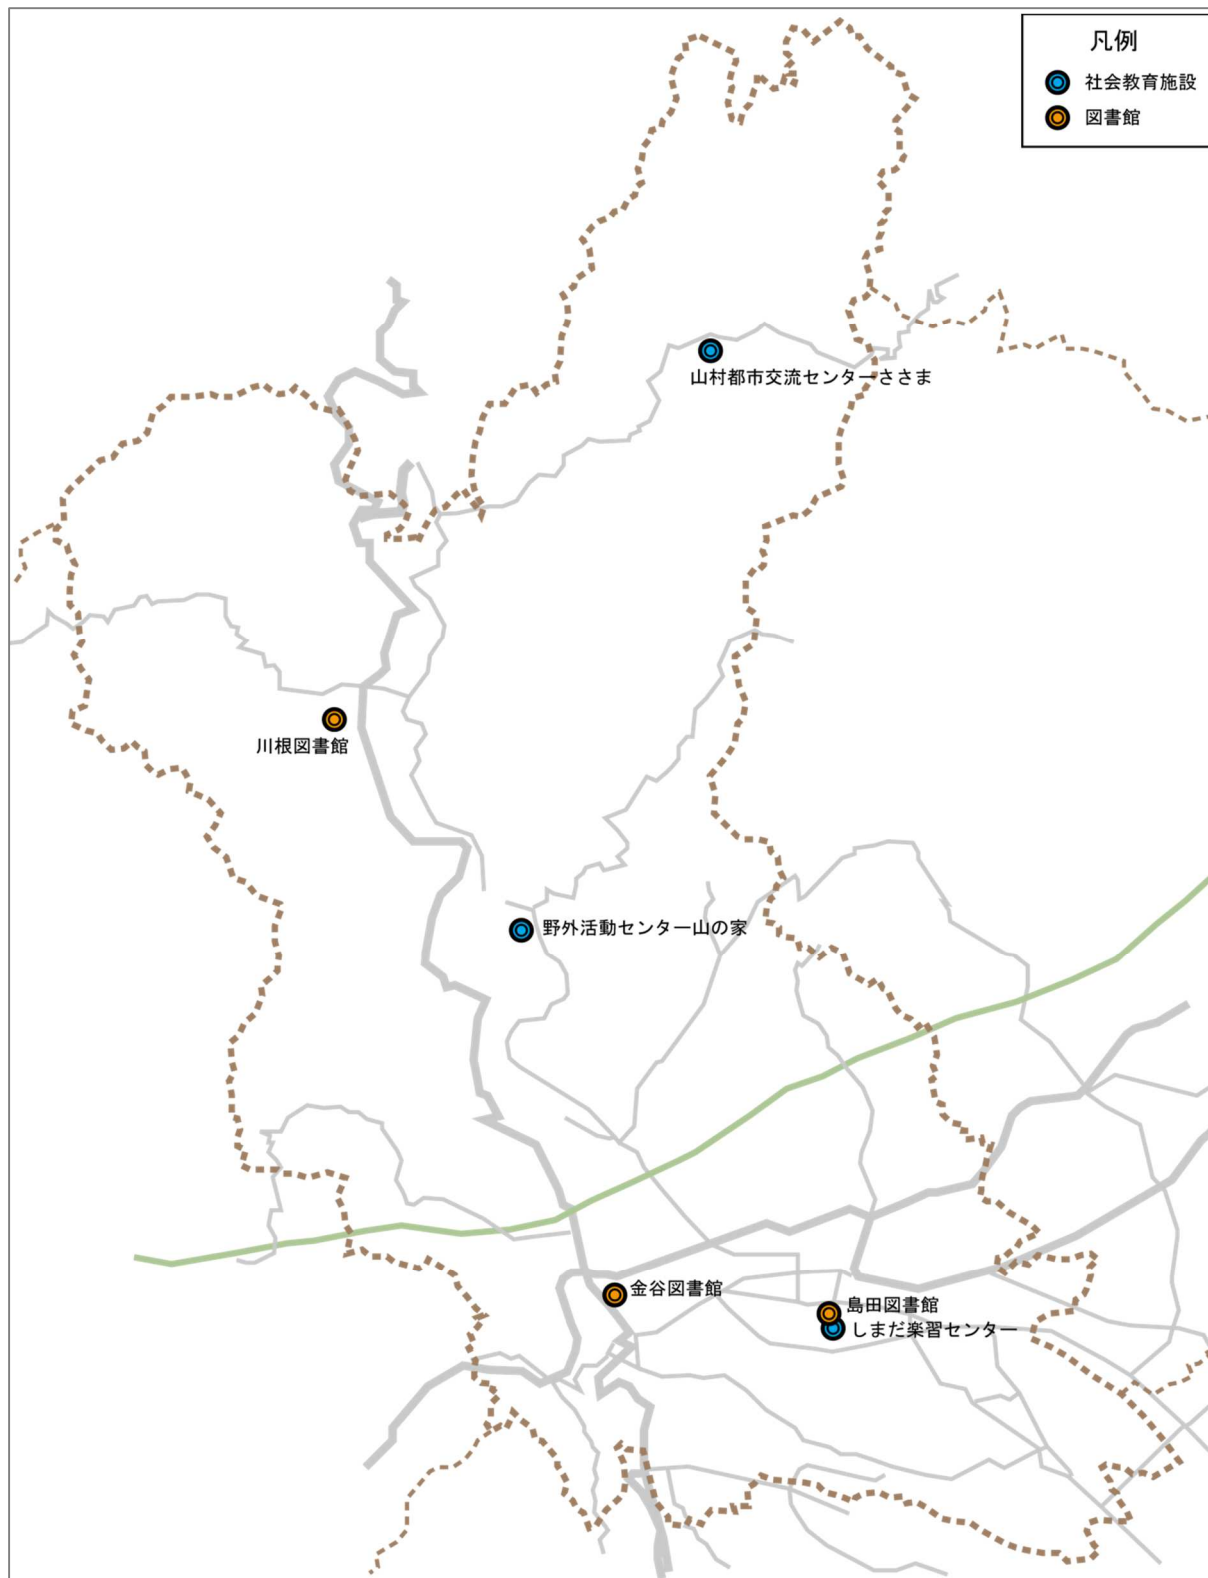 凡例
社会教育施設
図書館
山村都市交流センターささま
川根図書館
野外活動センター山の家
金谷図書館
島田図書館
しまだ楽習センター